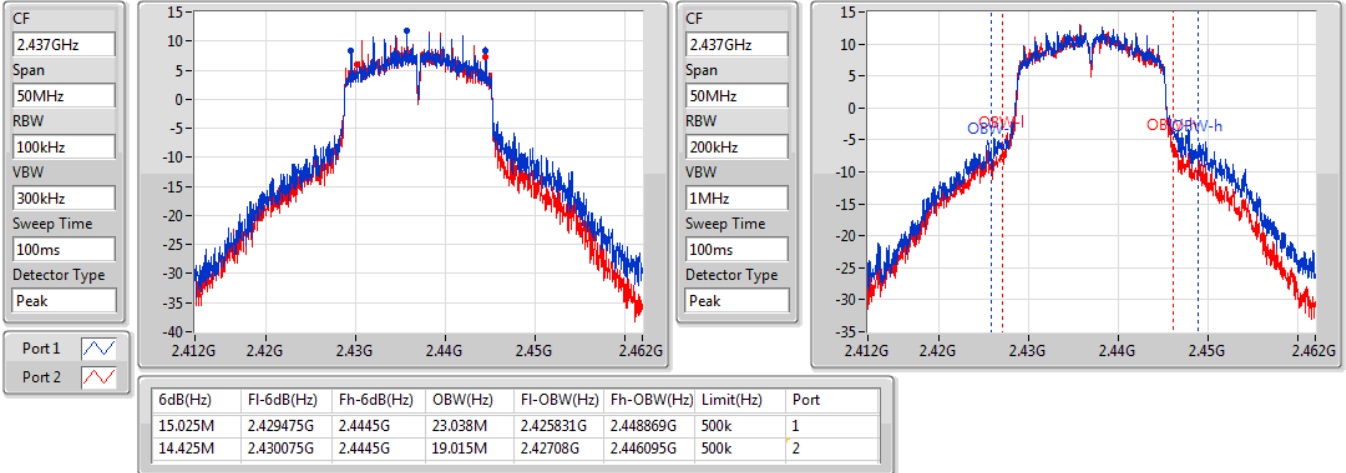 CF
2.437GHz
Span
50MHz
RBW
100kHz
VBW
300kHz
Sweep Time
100ms
Detector Type
Peak
Port 1
Port 2
15
10
5
0
-5
-10
-15
-20
-25
-30
-35
-40
2.412G 2.42G 2.43G 2.44G 2.45G 2.462G
CF
2.437GHz
Span
50MHz
RBW
200kHz
VBW
1MHz
Sweep Time
100ms
Detector Type
Peak
15
10
5
0
-5
-10
-15
-20
-25
-30
-35
OBW-l
OBW-h
2.412G 2.42G 2.43G 2.44G 2.45G 2.462G
6dB(Hz) Fl-6dB(Hz) Fh-6dB(Hz) OBW(Hz) Fl-OBW(Hz) Fh-OBW(Hz) Limit(Hz) Port
15.025M 2.429475G 2.4445G 23.038M 2.425831G 2.448869G 500k 1
14.425M 2.430075G 2.4445G 19.015M 2.42708G 2.446095G 500k 2